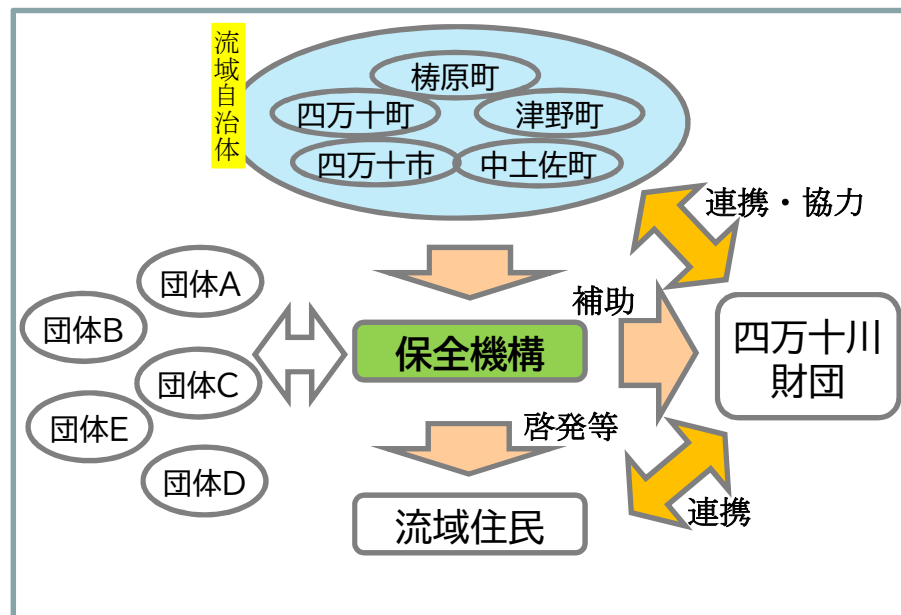 流域自治体
梼原町
四万十町
津野町
四万十市
中土佐町
連携・協力
団体A
団体B
団体C
団体E
団体D
保全機構
補助
四万十川
財団
啓発等
流域住民
連携